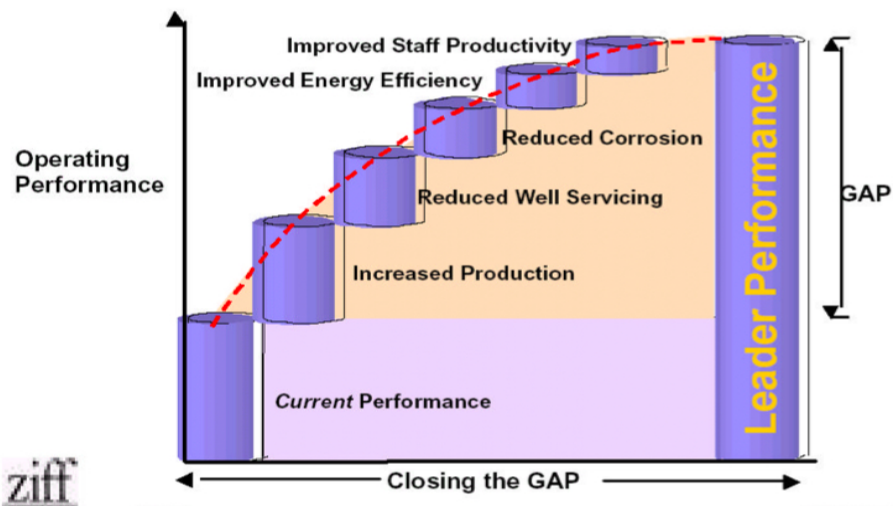 Improved Staff Productivity
Improved Energy Efficiency
Reduced Corrosion
Operating
Performance
Reduced Well Servicing
GAP
Increased Production
Leader Performance
Current Performance
Closing the GAP
ziff